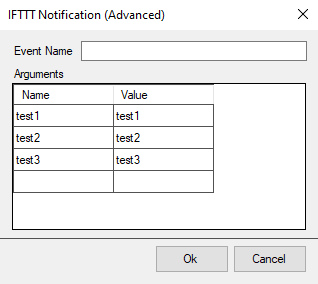 IFTTT Notification (Advanced)
Event Name
Arguments
Name Value
test1 test1
test2 test2
test3 test3
Ok Cancel